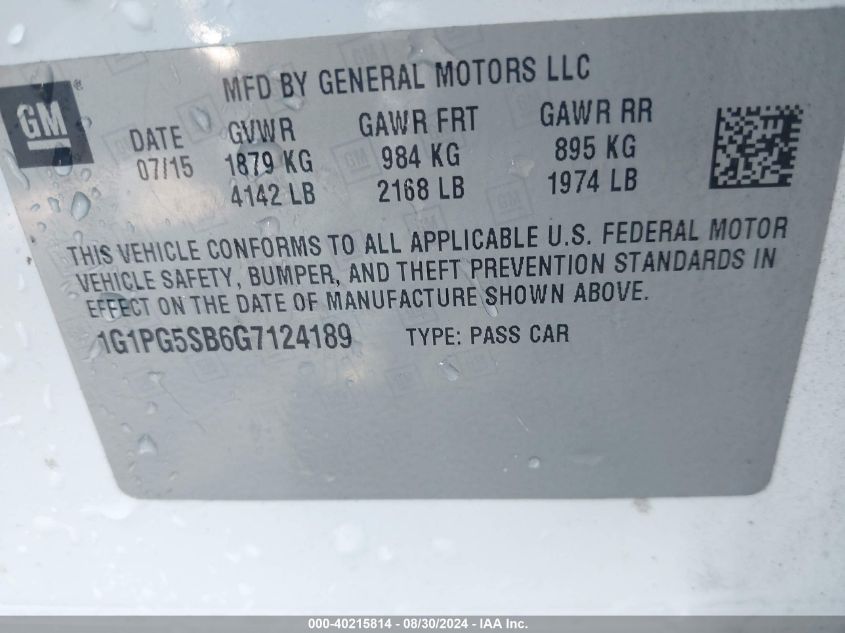 MFD BY GENERAL MOTORS LLC
GM®
DATE GVWR GAWR FRT GAWR RR
07/15 1879 KG 984 KG 895 KG
4142 LB 2168 LB 1974 LB
THIS VEHICLE CONFORMS TO ALL APPLICABLE U.S. FEDERAL MOTOR
VEHICLE SAFETY, BUMPER, AND THEFT PREVENTION STANDARDS IN
EFFECT ON THE DATE OF MANUFACTURE SHOWN ABOVE.
1G1PG5SB6G7124189 TYPE: PASS CAR
000-40215814 - 08/30/2024 - IAA Inc.